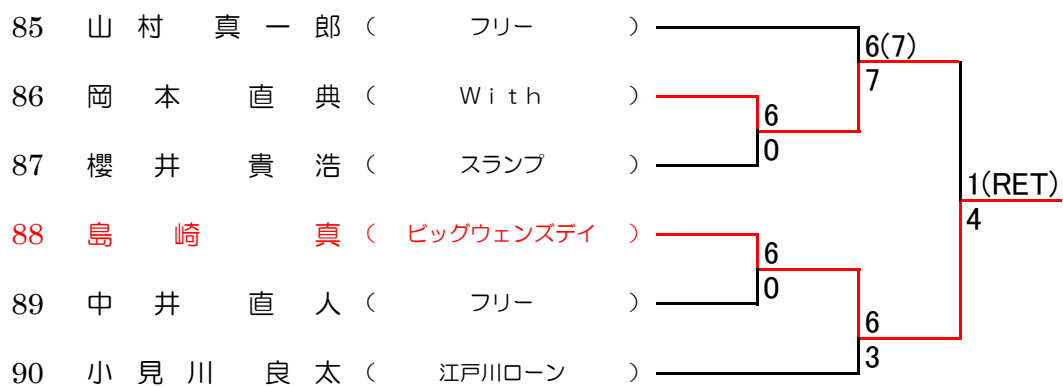 85 山村 真一郎 ( フリー )
6(7)
86 岡本 直典 ( With )
7
6
0
87 櫻井 貴浩 ( スランプ )
1(RET)
4
88 島崎 真 ( ビッグウェンズデイ )
6
0
89 中井 直人 ( フリー )
6
3
90 小見川 良太 ( 江戸川ローン )